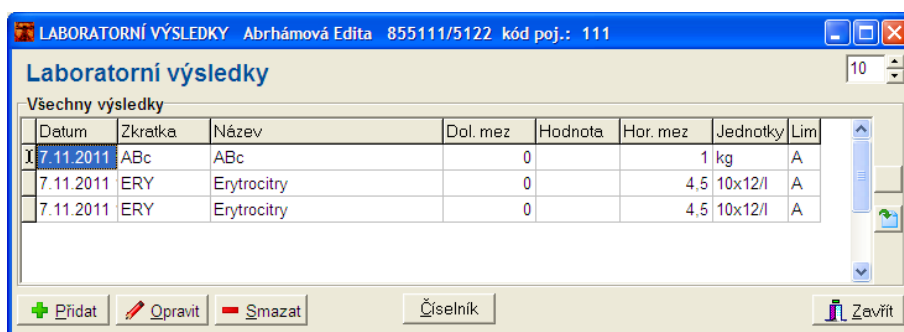 LABORATORNÍ VÝSLEDKY Abrhámová Edita 855111/5122 kód poj.: 111
Laboratorní výsledky 10
Všechny výsledky
Datum Zkratka Název Dol. mez Hodnota Hor. mez Jednotky Lim
7.11.2011 ABc ABc 0 1 kg A
7.11.2011 ERY Erytrocitry 0 4,5 10x12/l A
7.11.2011 ERY Erytrocitry 0 4,5 10x12/l A
Přidat Opravit Smazat Číselník Zavřít